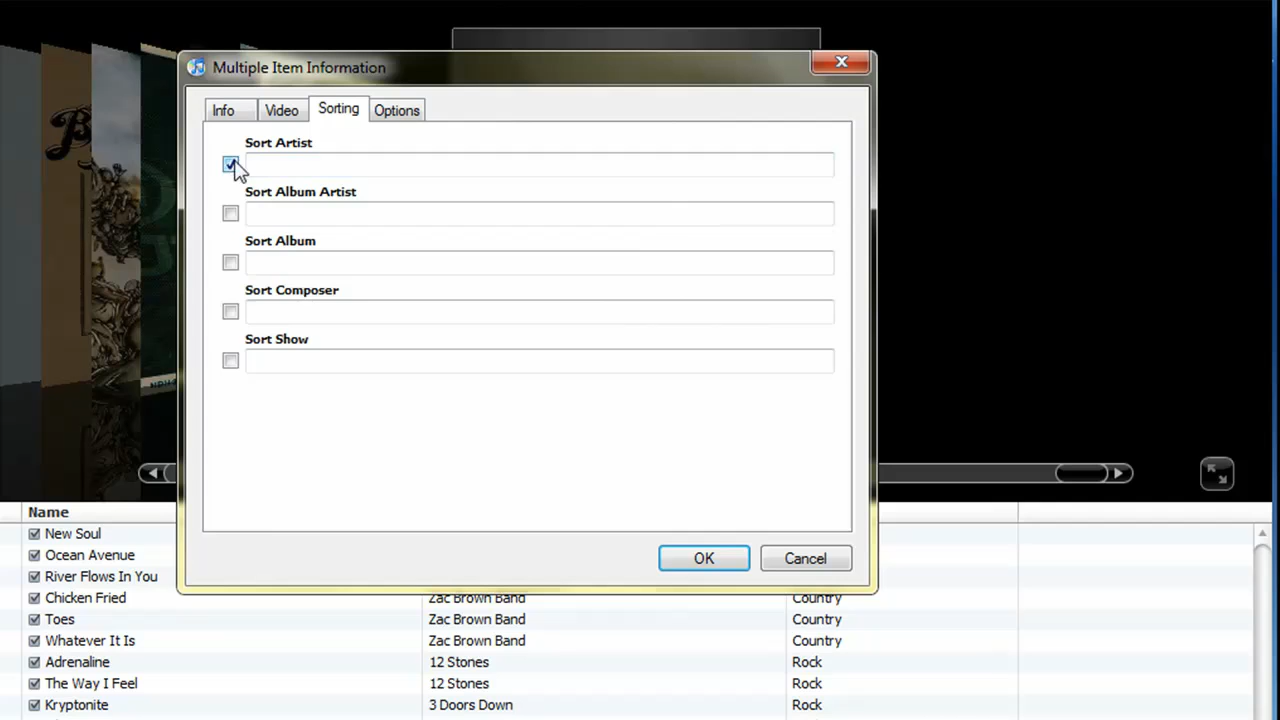 Multiple Item Information
Info Video Sorting Options
Sort Artist
Sort Album Artist
Sort Album
Sort Composer
Sort Show
OK Cancel
Name
New Soul
Ocean Avenue
River Flows In You
Chicken Fried Zac Brown Band Country
Toes Zac Brown Band Country
Whatever It Is Zac Brown Band Country
Adrenaline 12 Stones Rock
The Way I Feel 12 Stones Rock
Kryptonite 3 Doors Down Rock